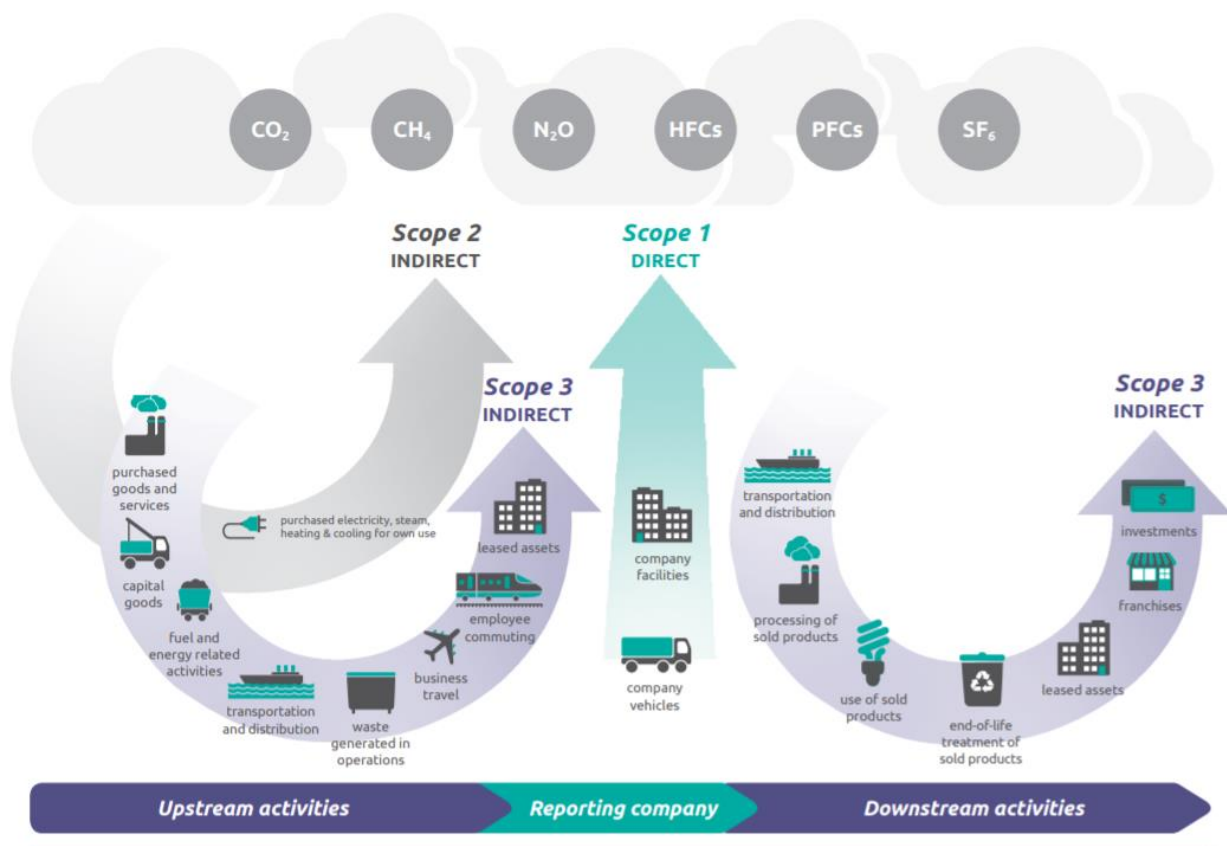 CO₂
CH₄
N₂O
HFCs
PFCs
SF₆
Scope 2
INDIRECT
Scope 1
DIRECT
Scope 3
INDIRECT
Scope 3
INDIRECT
purchased
goods and
services
capital
goods
fuel and
energy related
activities
transportation
and distribution
waste
generated in
operations
business
travel
employee
commuting
leased assets
purchased electricity, steam,
heating & cooling for own use
company
facilities
company
vehicles
transportation
and distribution
processing of
sold products
use of sold
products
end-of-life
treatment of
sold products
leased assets
franchises
$
investments
Upstream activities
Reporting company
Downstream activities